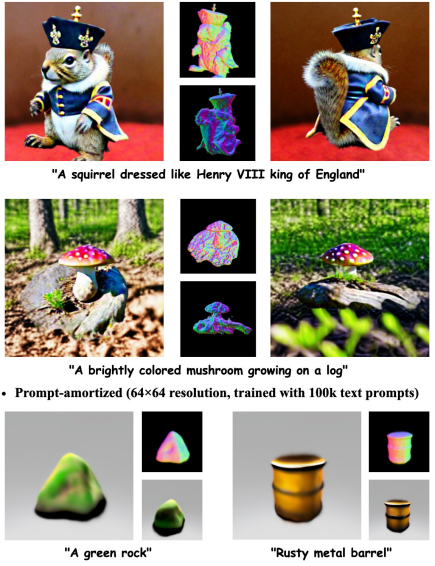 "A squirrel dressed like Henry VIII king of England"
"A brightly colored mushroom growing on a log"
• Prompt-amortized (64×64 resolution, trained with 100k text prompts)
"A green rock"
"Rusty metal barrel"